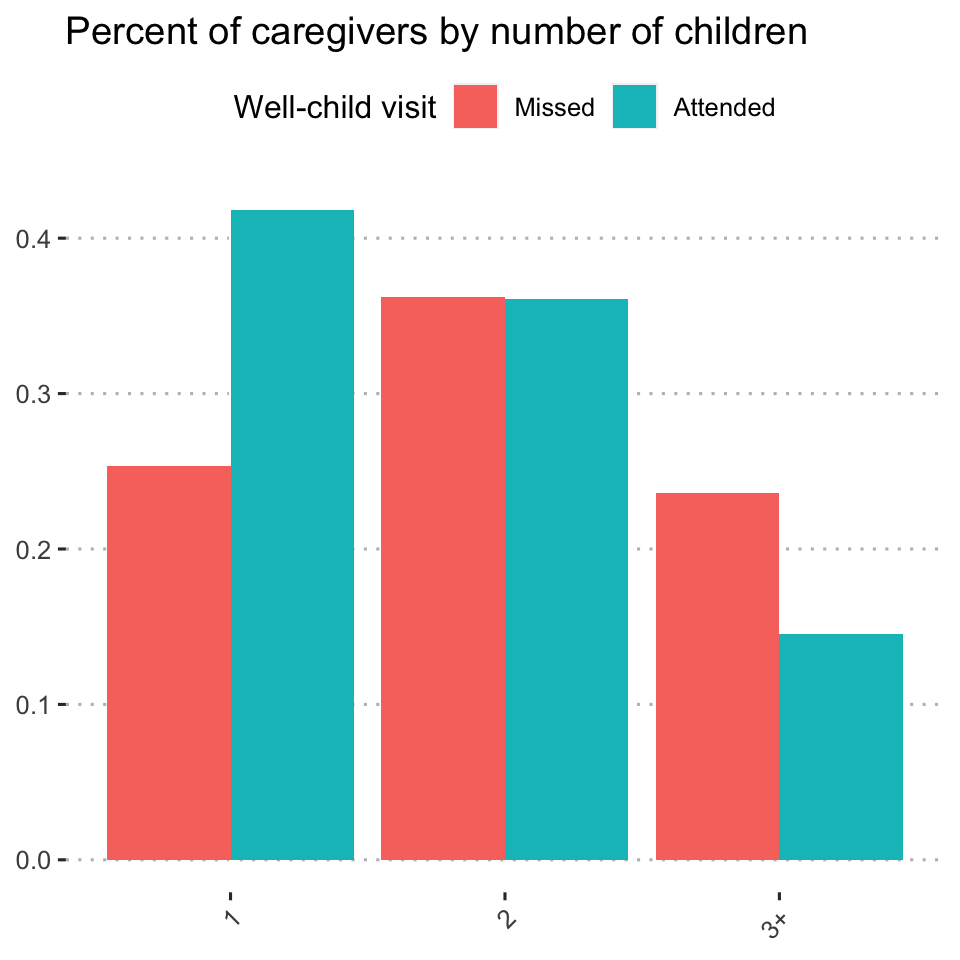 Percent of caregivers by number of children
Well-child visit Missed Attended
0.4
0.3
0.2
0.1
0.0
1 2 3+